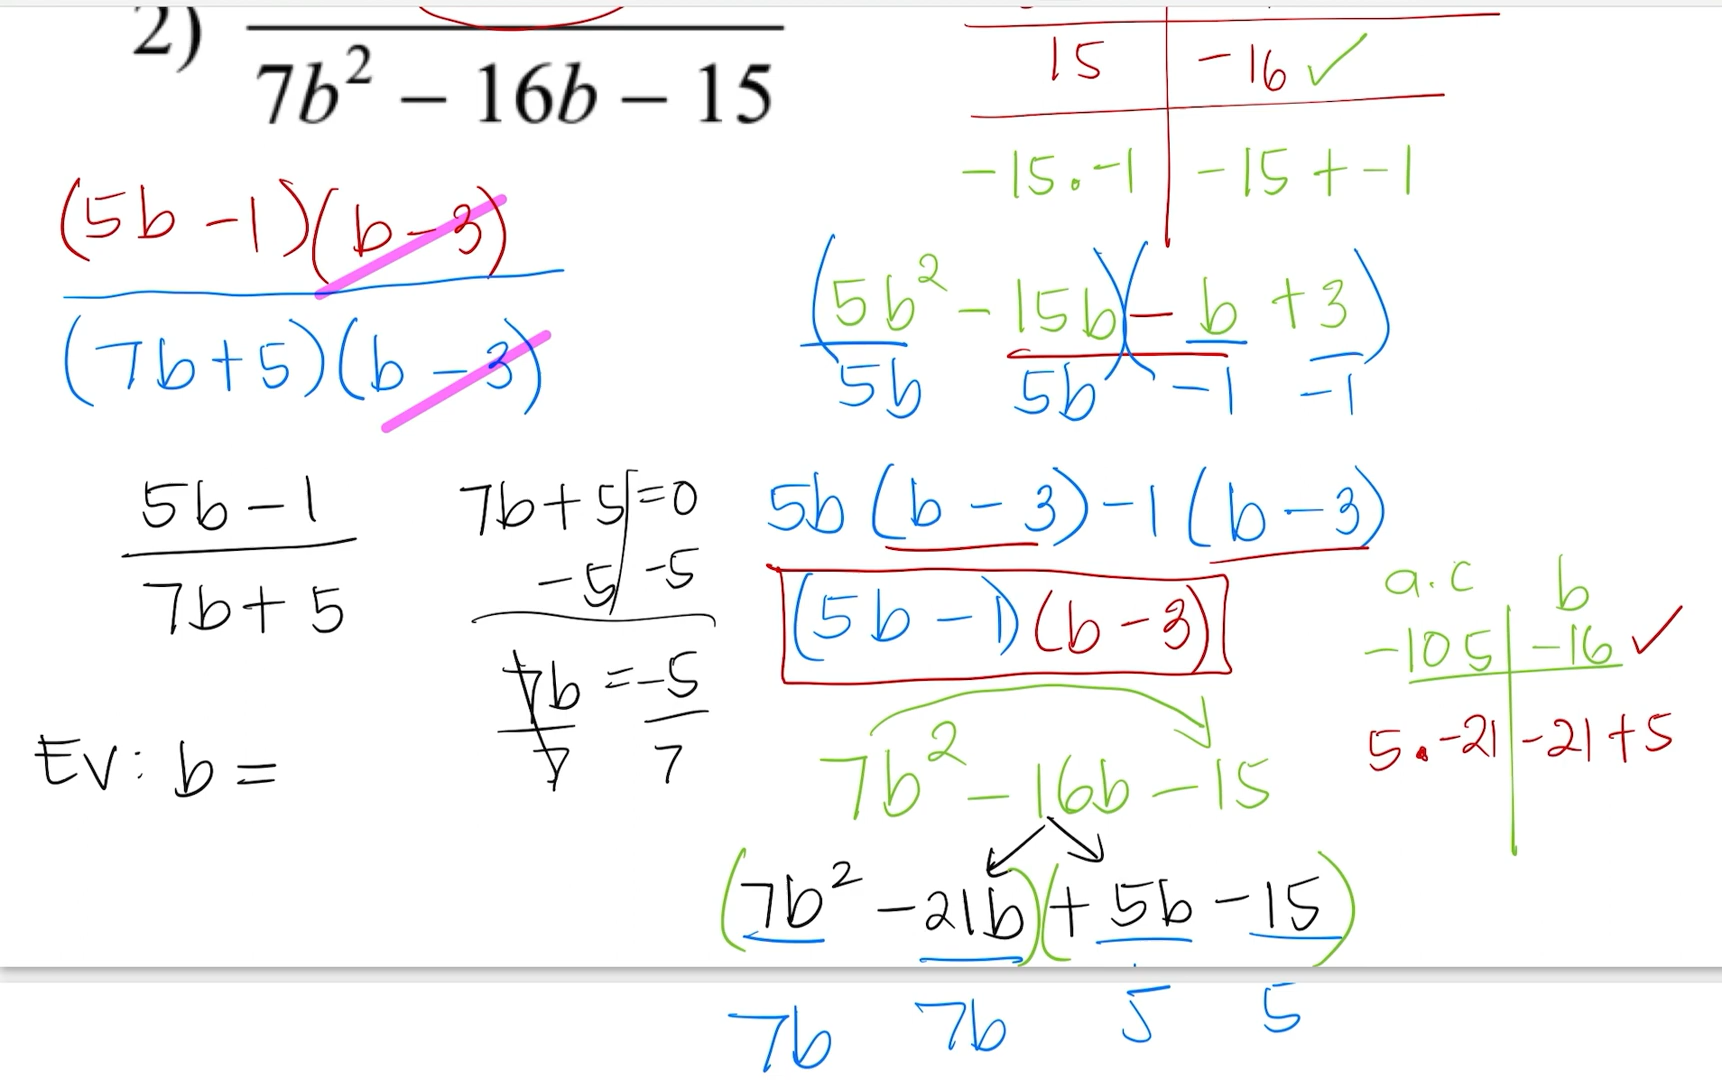 2)
7b² – 16b – 15
15 | -16 ✓
-15 · -1 | -15 + -1
(5b -1)(b-3)
(7b+5)(b-3)
(5b² - 15b)(- b +3)
5b 5b -1 -1
5b-1
7b+5
7b+5=0
-5 -5
7b = -5
7 7
Ev: b =
5b(b-3)-1(b-3)
(5b-1)(b-3)
a.c b
-105 | -16 ✓
5 . -21 | -21+5
7b² - 16b - 15
(7b² - 21b)(+ 5b - 15)
7b 7b 5 5